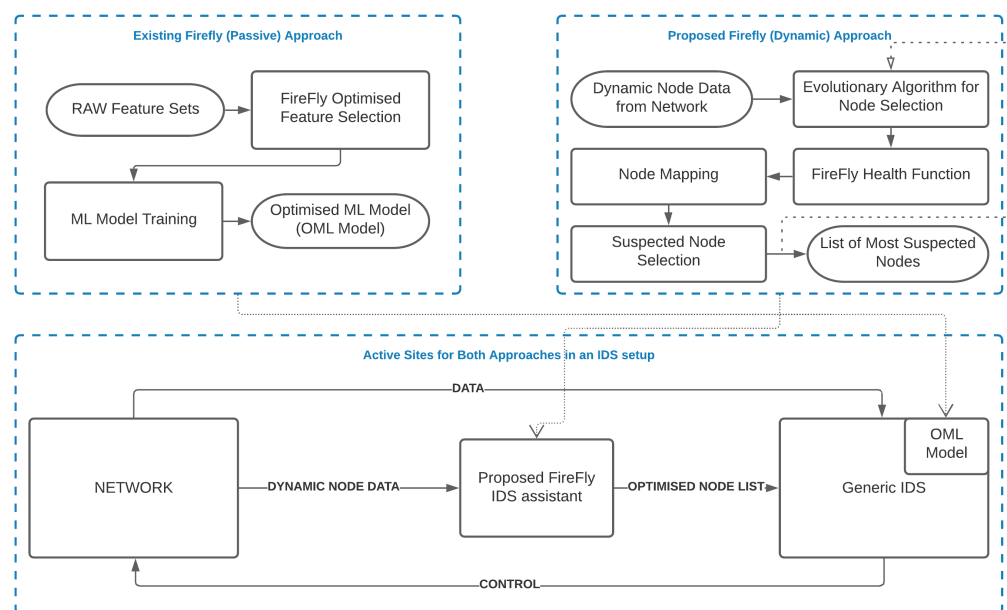 Existing Firefly (Passive) Approach
RAW Feature Sets
FireFly Optimised
Feature Selection
ML Model Training
Optimised ML Model
(OML Model)
Proposed Firefly (Dynamic) Approach
Dynamic Node Data
from Network
Evolutionary Algorithm for
Node Selection
Node Mapping
FireFly Health Function
Suspected Node
Selection
List of Most Suspected
Nodes
Active Sites for Both Approaches in an IDS setup
DATA
NETWORK
DYNAMIC NODE DATA
Proposed FireFly
IDS assistant
OPTIMISED NODE LIST
OML
Model
Generic IDS
CONTROL